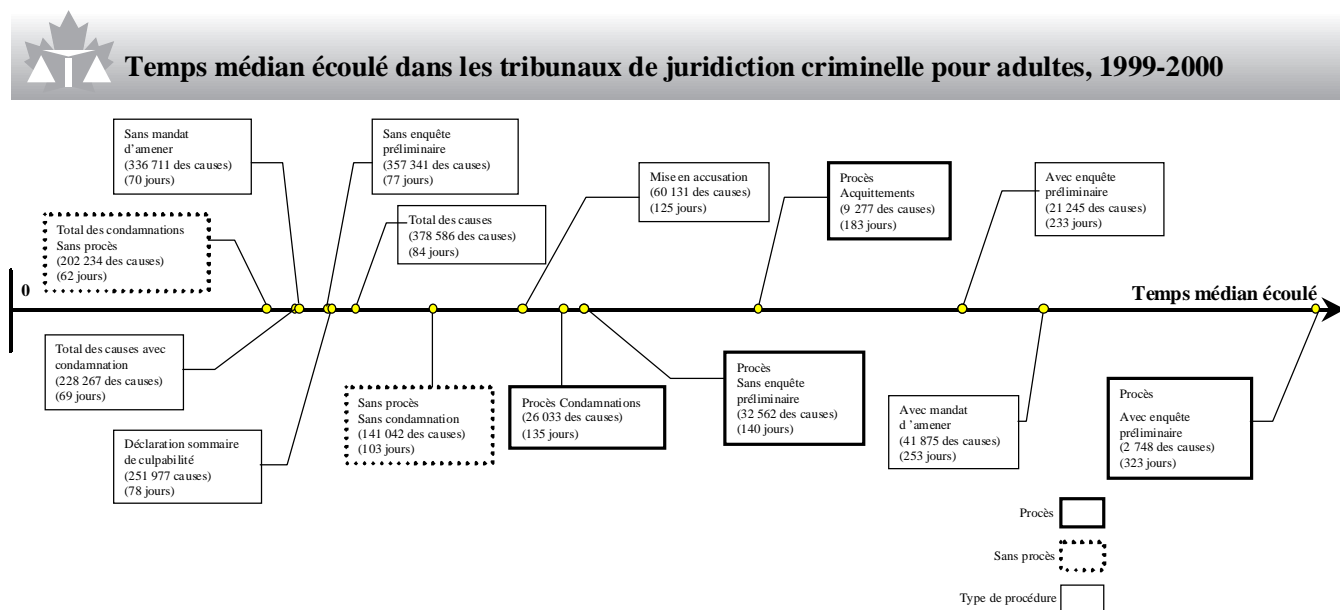 Temps médian écoulé dans les tribunaux de juridiction criminelle pour adultes, 1999-2000
Sans mandat
d'amener
(336 711 des causes)
(70 jours)
Sans enquête
préliminaire
(357 341 des causes)
(77 jours)
Mise en accusation
(60 131 des causes)
(125 jours)
Procès
Acquittements
(9 277 des causes)
(183 jours)
Avec enquête
préliminaire
(21 245 des causes)
(233 jours)
Total des condamnations
Sans procès
(202 234 des causes)
(62 jours)
Total des causes
(378 586 des causes)
(84 jours)
0
Temps médian écoulé
Total des causes avec
condamnation
(228 267 des causes)
(69 jours)
Déclaration sommaire
de culpabilité
(251 977 causes)
(78 jours)
Sans procès
Sans condamnation
(141 042 des causes)
(103 jours)
Procès Condamnations
(26 033 des causes)
(135 jours)
Procès
Sans enquête
préliminaire
(32 562 des causes)
(140 jours)
Avec mandat
d 'amener
(41 875 des causes)
(253 jours)
Procès
Avec enquête
préliminaire
(2 748 des causes)
(323 jours)
Procès
Sans procès
Type de procédure